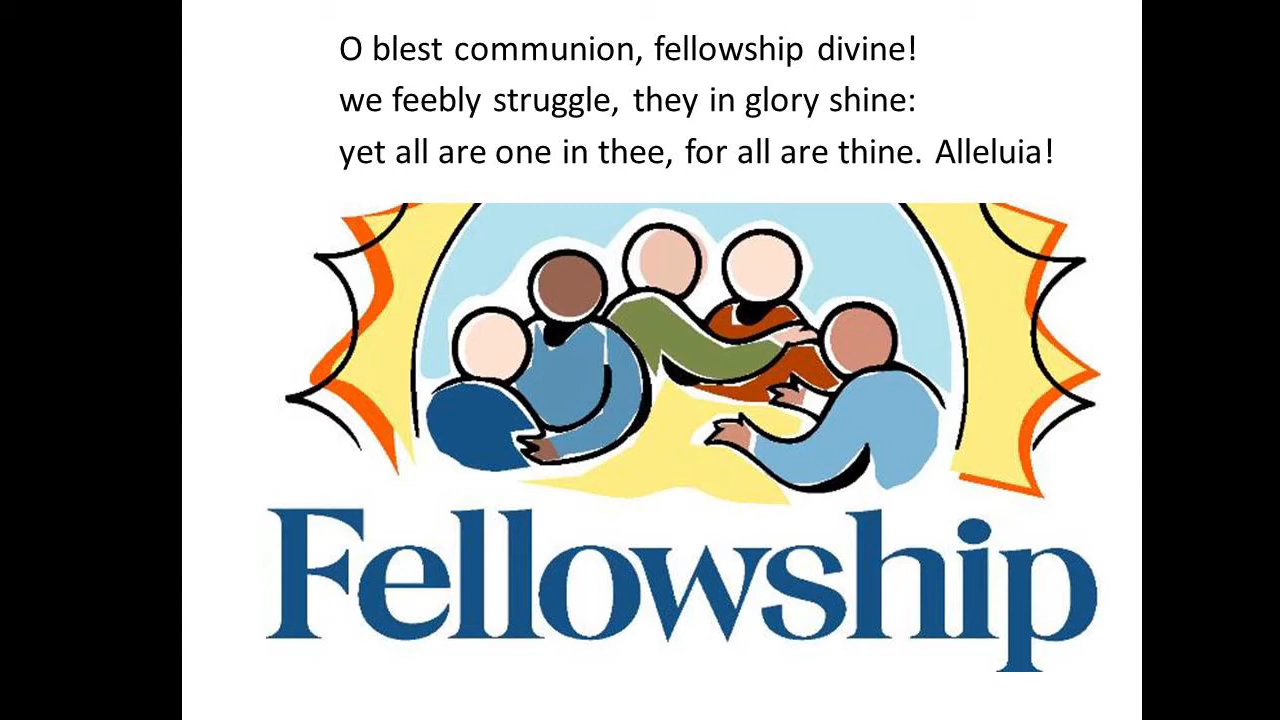 O blest communion, fellowship divine!
we feebly struggle, they in glory shine:
yet all are one in thee, for all are thine. Alleluia!
Fellowship